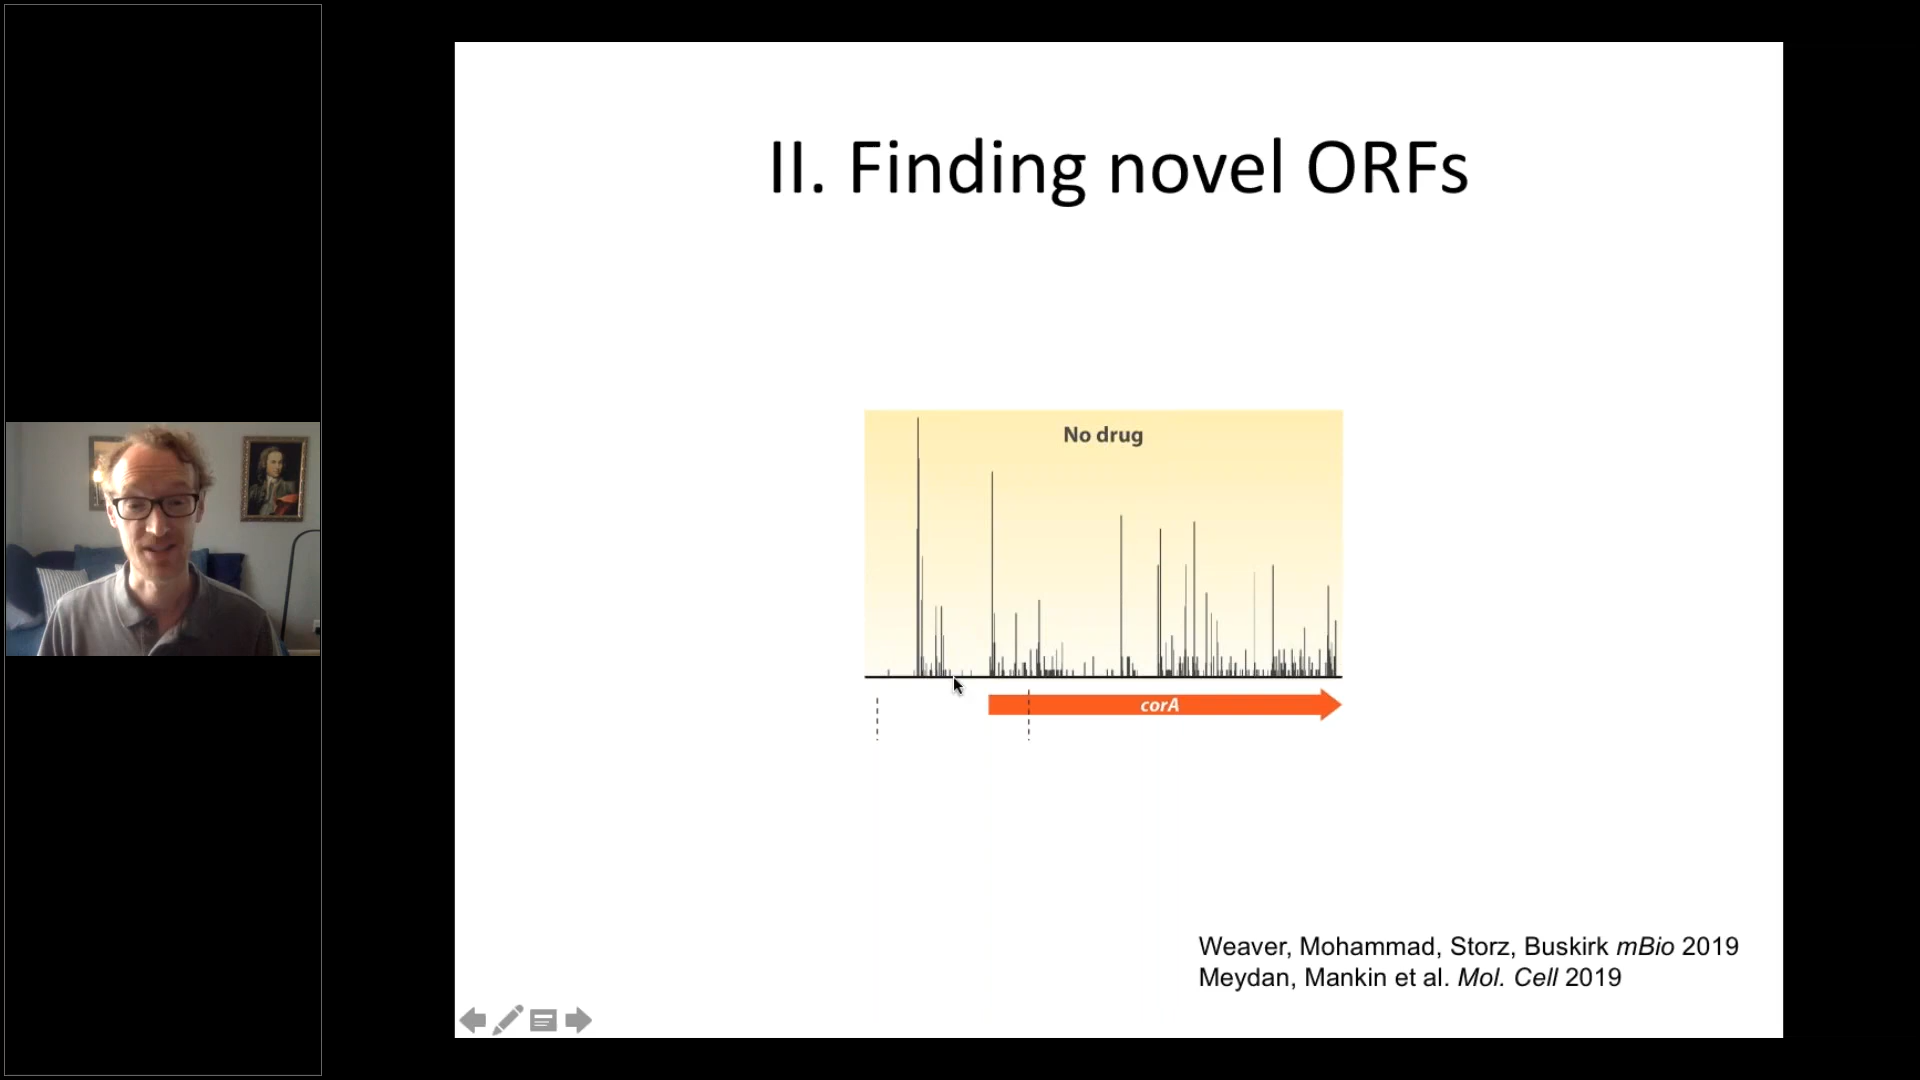 II. Finding novel ORFs
No drug
corA
Weaver, Mohammad, Storz, Buskirk mBio 2019
Meydan, Mankin et al. Mol. Cell 2019